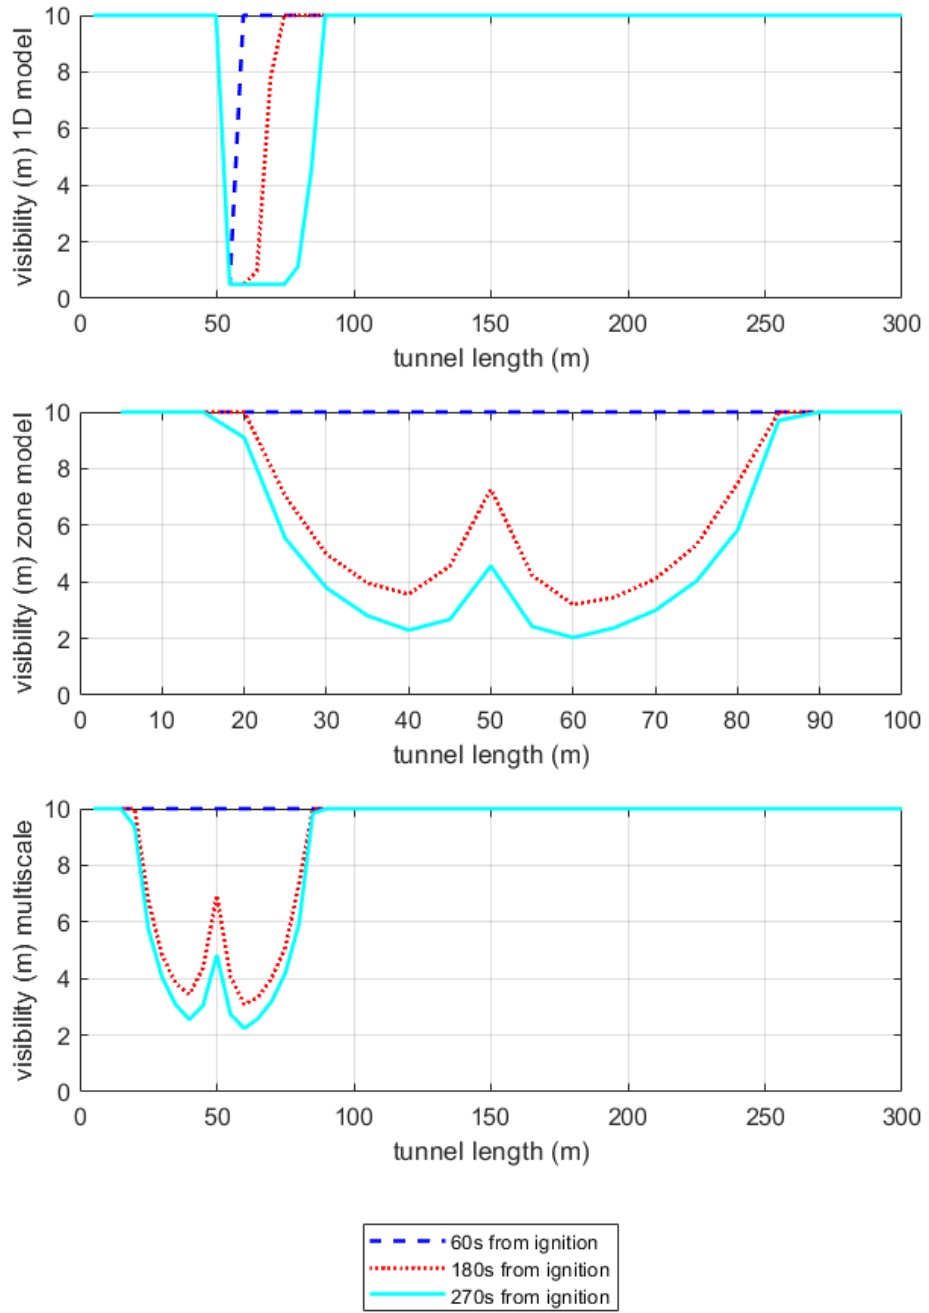 10
8
6
4
2
0
visibility (m) 1D model
0 50 100 150 200 250 300
tunnel length (m)
10
8
6
4
2
0
visibility (m) zone model
0 10 20 30 40 50 60 70 80 90 100
tunnel length (m)
10
8
6
4
2
0
visibility (m) multiscale
0 50 100 150 200 250 300
tunnel length (m)
60s from ignition
180s from ignition
270s from ignition